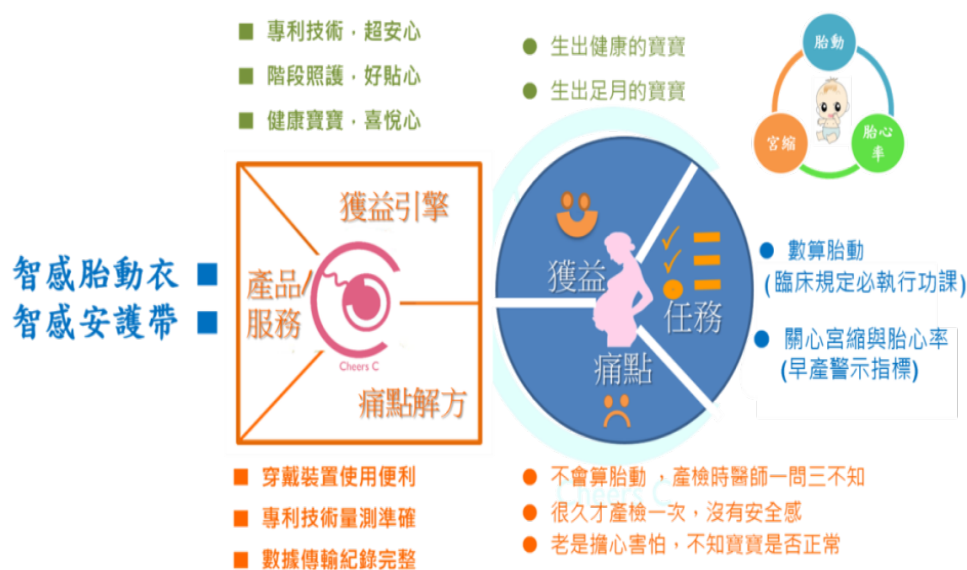 專利技術，超安心
階段照護，好貼心
健康寶寶，喜悅心
生出健康的寶寶
生出足月的寶寶
胎動
宮縮
胎心
率
智感胎動衣
智感安護帶
獲益引擎
產品/
服務
Cheers C
痛點解方
獲益
任務
痛點
數算胎動
(臨床規定必執行功課)
關心宮縮與胎心率
(早產警示指標)
穿戴裝置使用便利
專利技術量測準確
數據傳輸紀錄完整
不會算胎動，產檢時醫師一問三不知
很久才產檢一次，沒有安全感
老是擔心害怕，不知寶寶是否正常
Cheers C